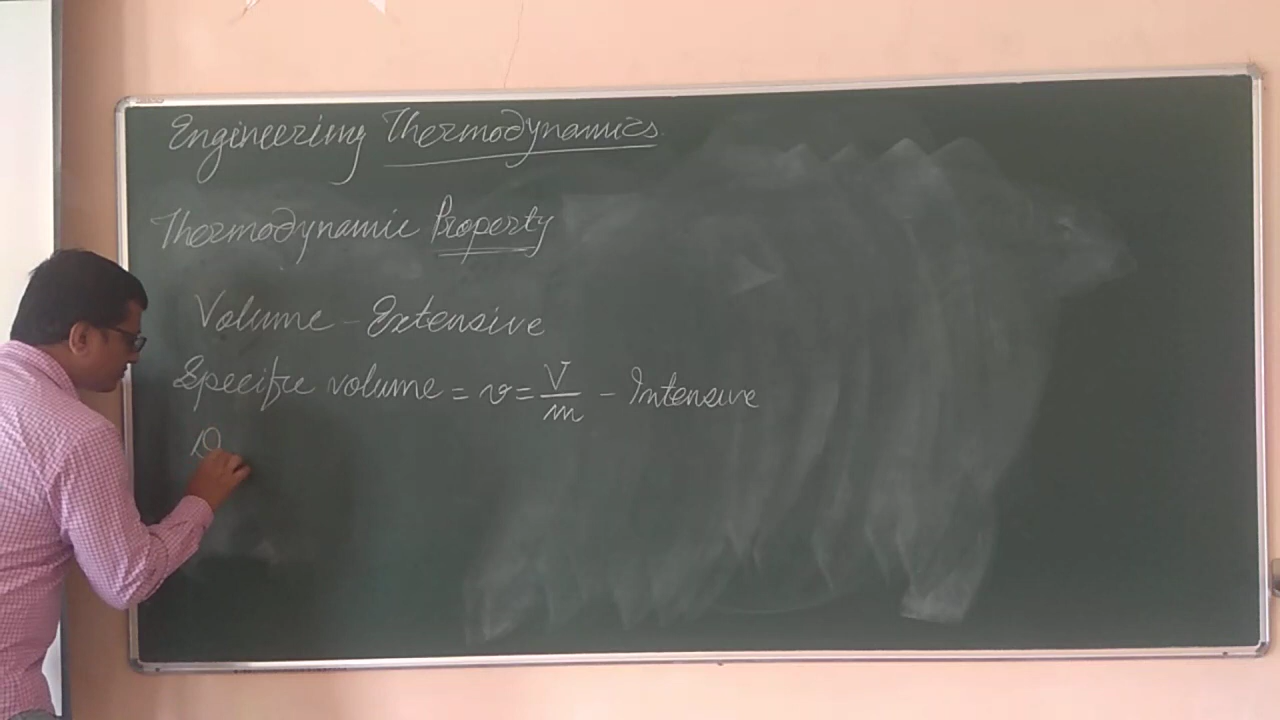 Engineering Thermodynamics
Thermodynamic Property
Volume - Extensive
Specific volume = v = V/m - Intensive
D